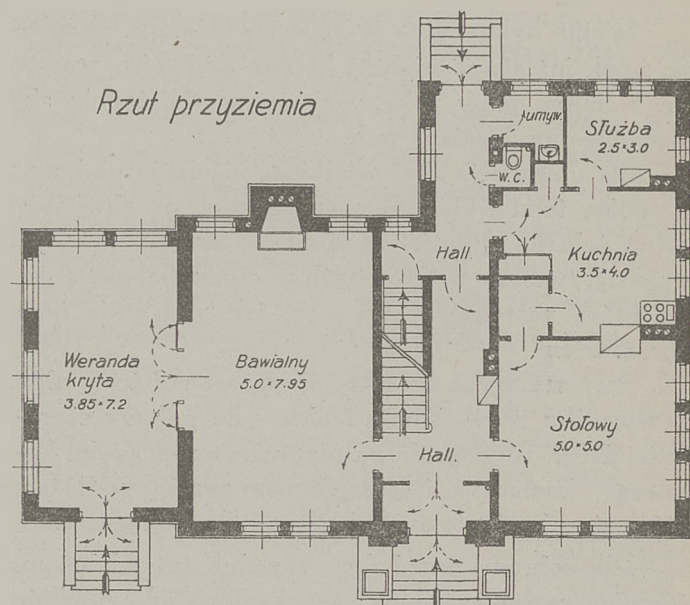 Rzut przyziemia
umyw.
Służba
2.5×3.0
W.C.
Hall.
Kuchnia
3.5×4.0
Weranda
kryta
3.85×7.2
Bawialny
5.0×7.95
Stołowy
5.0×5.0
Hall.